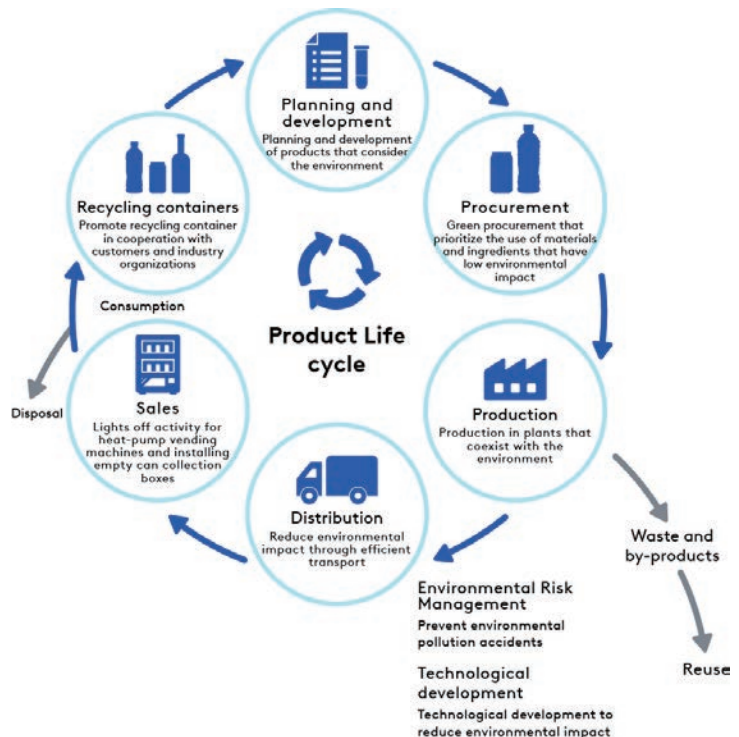 Planning and
development
Planning and development
of products that consider
the environment
Procurement
Green procurement that
prioritize the use of materials
and ingredients that have
low environmental
impact
Production
Production in plants that
coexist with the
environment
Waste and
by-products
Reuse
Environmental Risk
Management
Prevent environmental
pollution accidents
Technological
development
Technological development to
reduce environmental impact
Distribution
Reduce environmental
impact through efficient
transport
Sales
Lights off activity for
heat-pump vending
machines and installing
empty can collection
boxes
Disposal
Consumption
Recycling containers
Promote recycling container
in cooperation with
customers and industry
organizations
Product Life
cycle